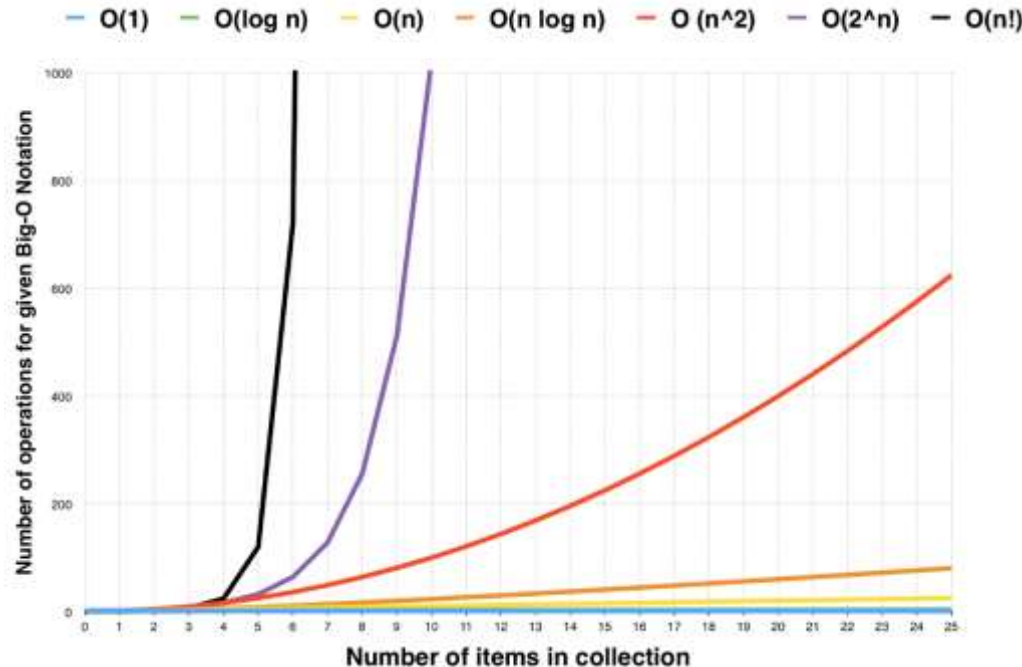 O(1) O(log n) O(n) O(n log n) O (n^2) O(2^n) O(n!)
Number of operations for given Big-O Notation
1000
800
600
400
200
0
0 1 2 3 4 5 6 7 8 9 10 11 12 13 14 15 16 17 18 19 20 21 22 23 24 25
Number of items in collection